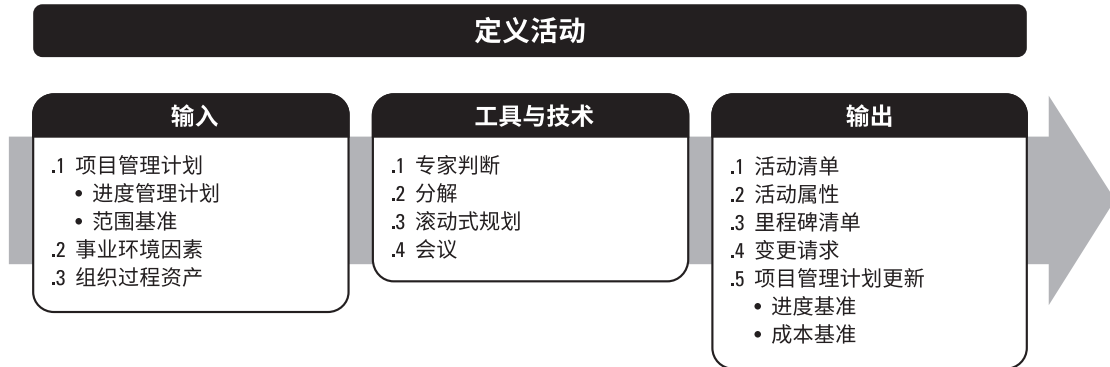 定义活动
输入
.1 项目管理计划
• 进度管理计划
• 范围基准
.2 事业环境因素
.3 组织过程资产
工具与技术
.1 专家判断
.2 分解
.3 滚动式规划
.4 会议
输出
.1 活动清单
.2 活动属性
.3 里程碑清单
.4 变更请求
.5 项目管理计划更新
• 进度基准
• 成本基准